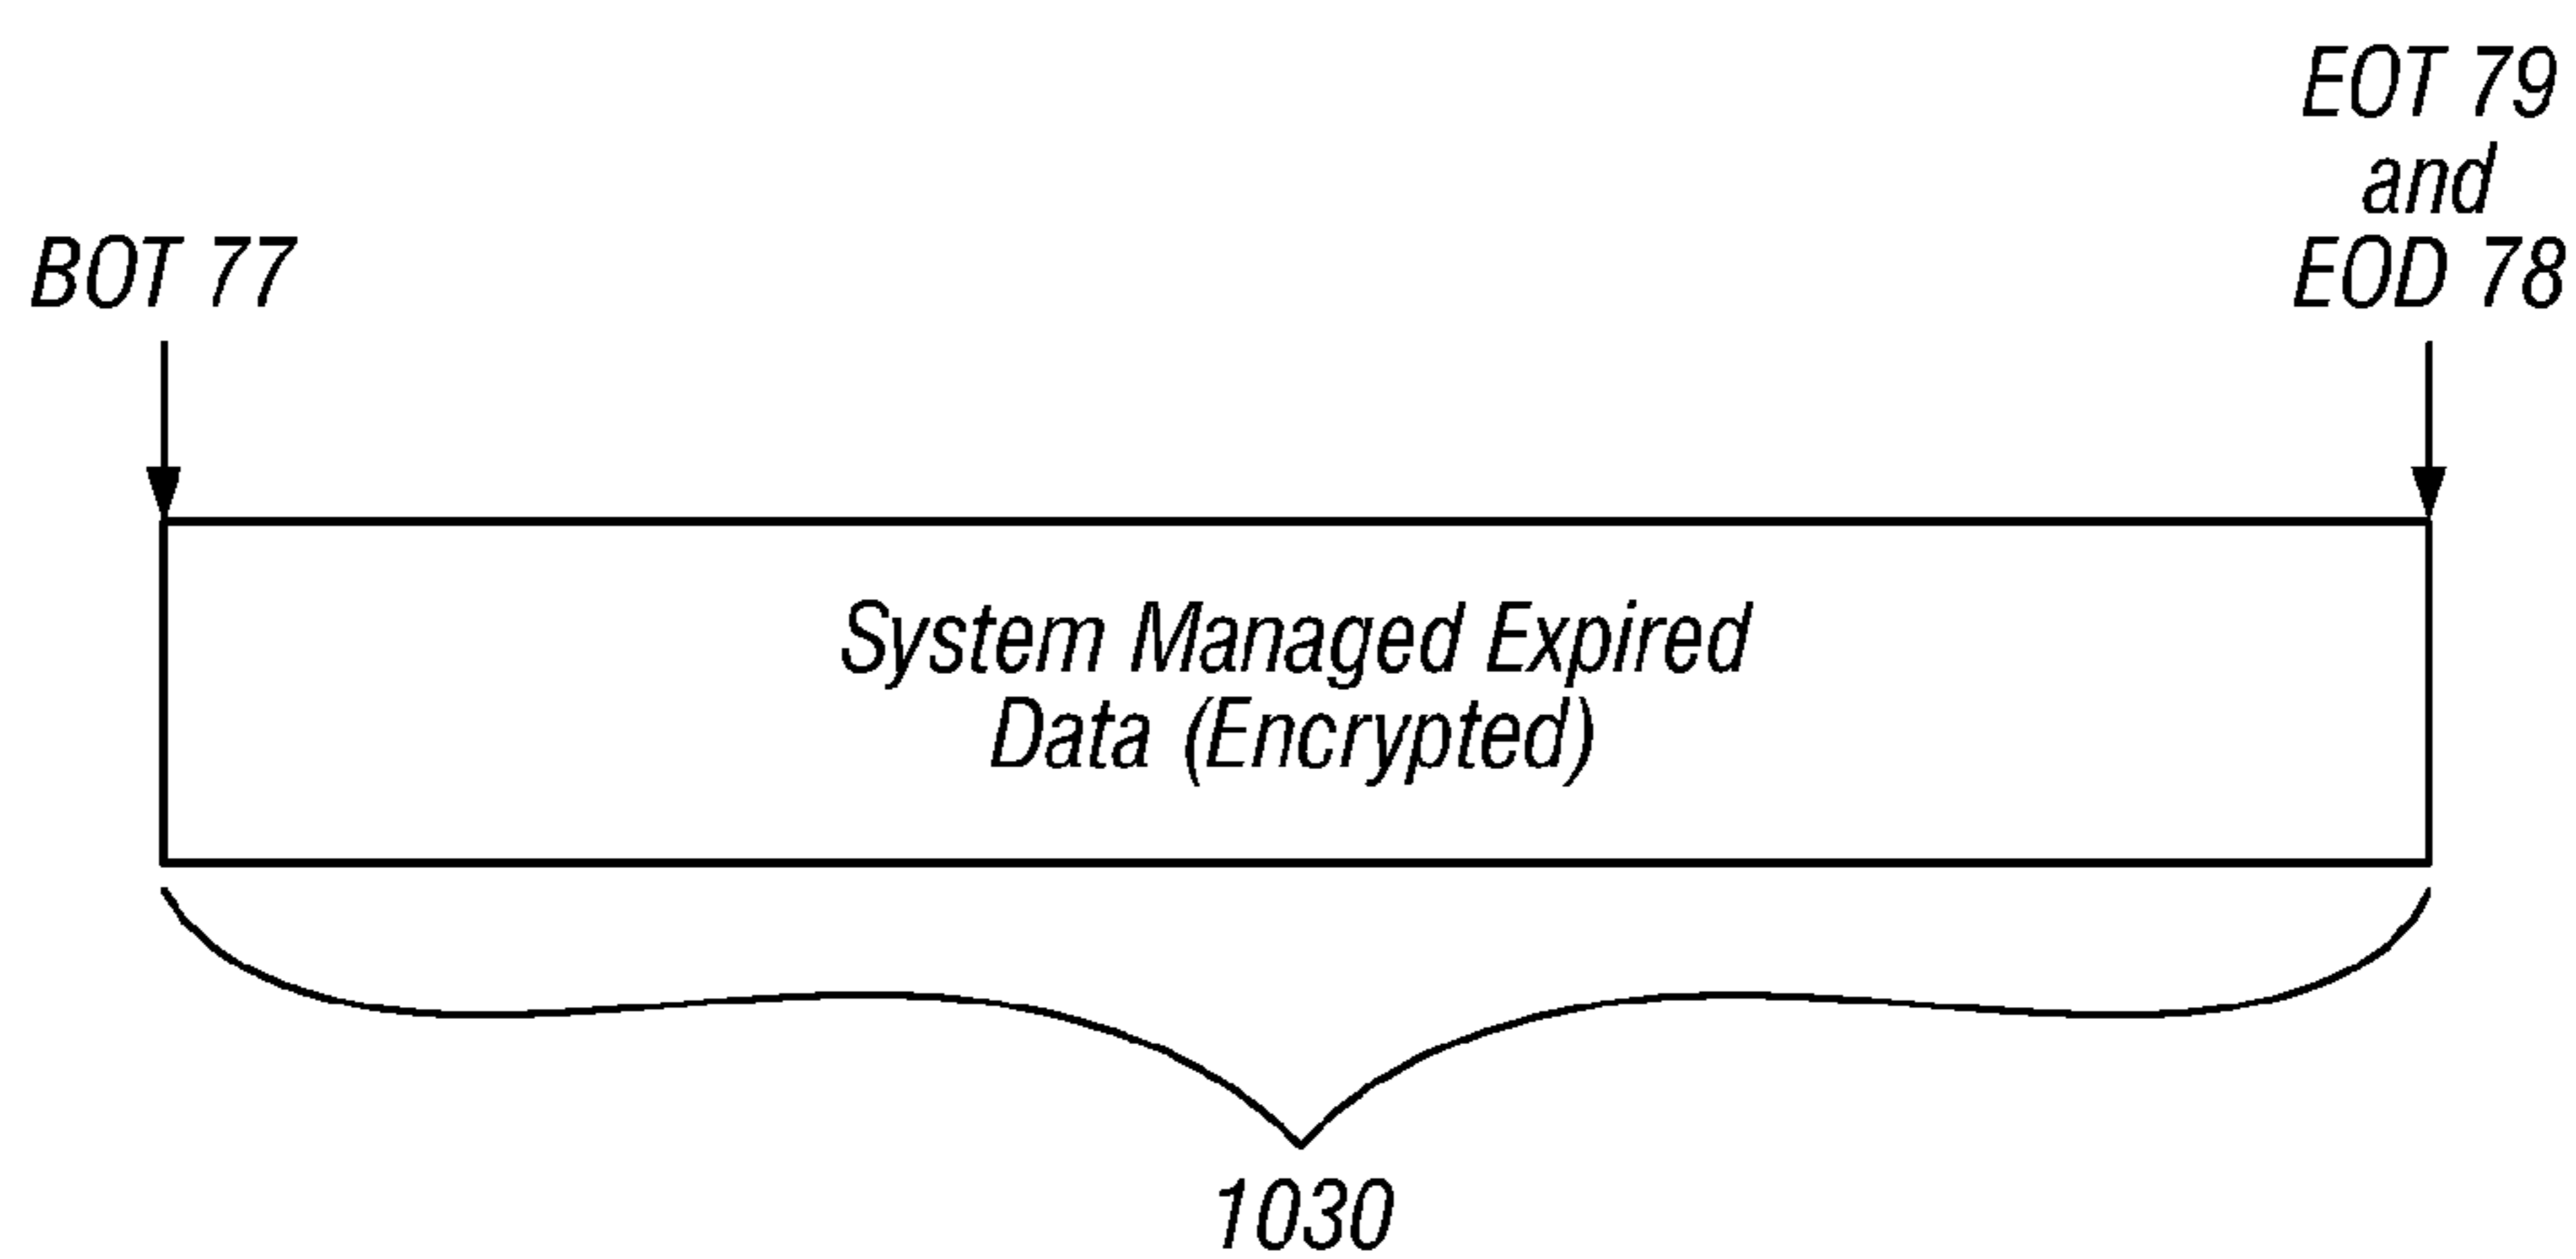 BOT 77
EOT 79
and
EOD 78
System Managed Expired
Data (Encrypted)
1030